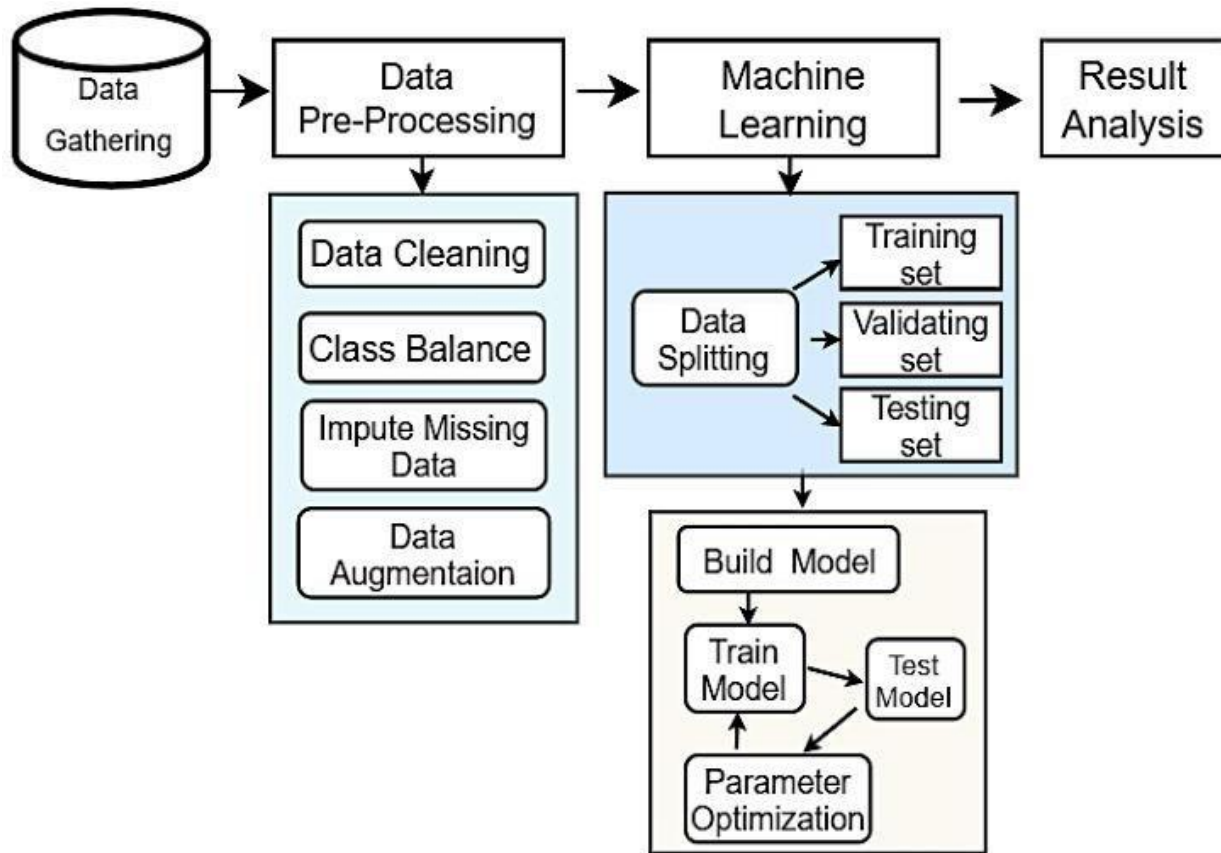 Data
Gathering
Data
Pre-Processing
Machine
Learning
Result
Analysis
Data Cleaning
Class Balance
Impute Missing
Data
Data
Augmentaion
Data
Splitting
Training
set
Validating
set
Testing
set
Build Model
Train
Model
Test
Model
Parameter
Optimization